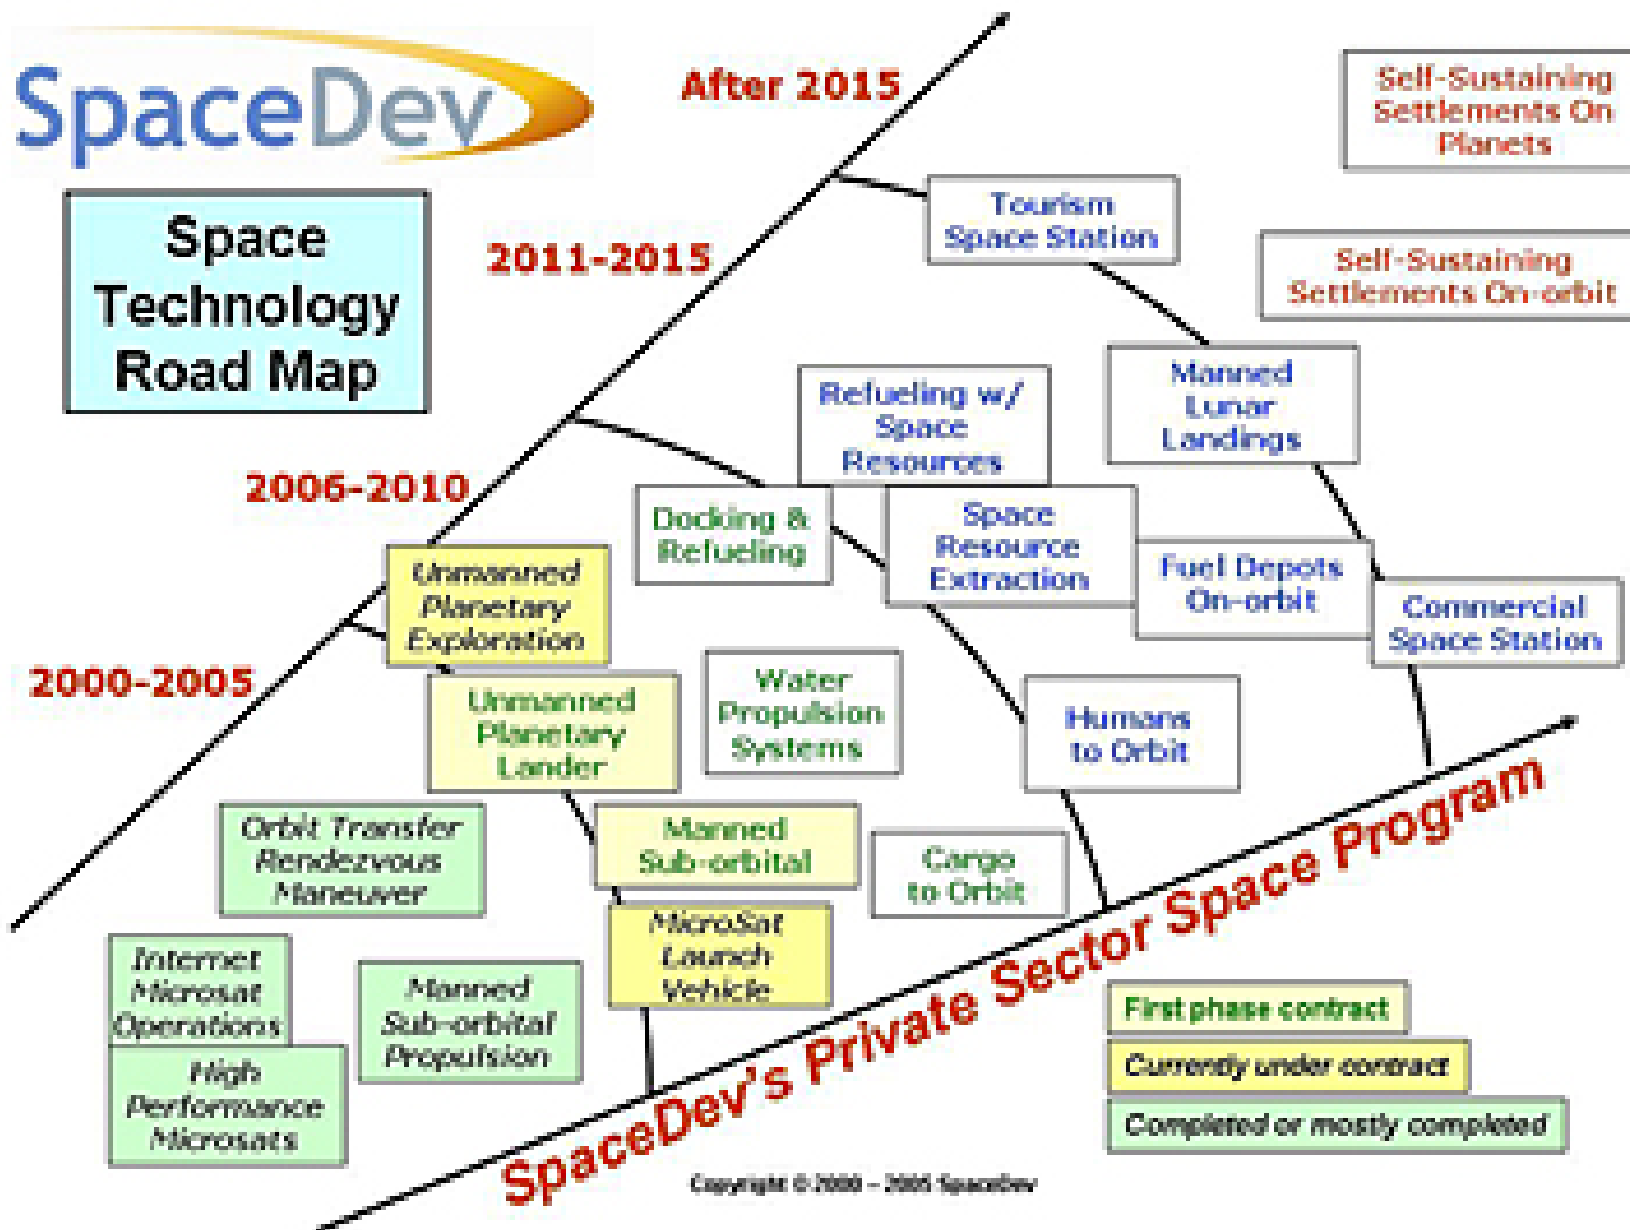 SpaceDev
Space
Technology
Road Map
After 2015
2011-2015
2006-2010
2000-2005
Self-Sustaining
Settlements On
Planets
Self-Sustaining
Settlements On-orbit
Tourism
Space Station
Manned
Lunar
Landings
Refueling w/
Space
Resources
Docking &
Refueling
Space
Resource
Extraction
Fuel Depots
On-orbit
Commercial
Space Station
Unmanned
Planetary
Exploration
Unmanned
Planetary
Lander
Water
Propulsion
Systems
Humans
to Orbit
Orbit Transfer
Rendezvous
Maneuver
Manned
Sub-orbital
Cargo
to Orbit
MicroSat
Launch
Vehicle
Internet
Microsat
Operations
Manned
Sub-orbital
Propulsion
High
Performance
Microsats
SpaceDev's Private Sector Space Program
First phase contract
Currently under contract
Completed or mostly completed
Copyright © 2000 – 2005 SpaceDev